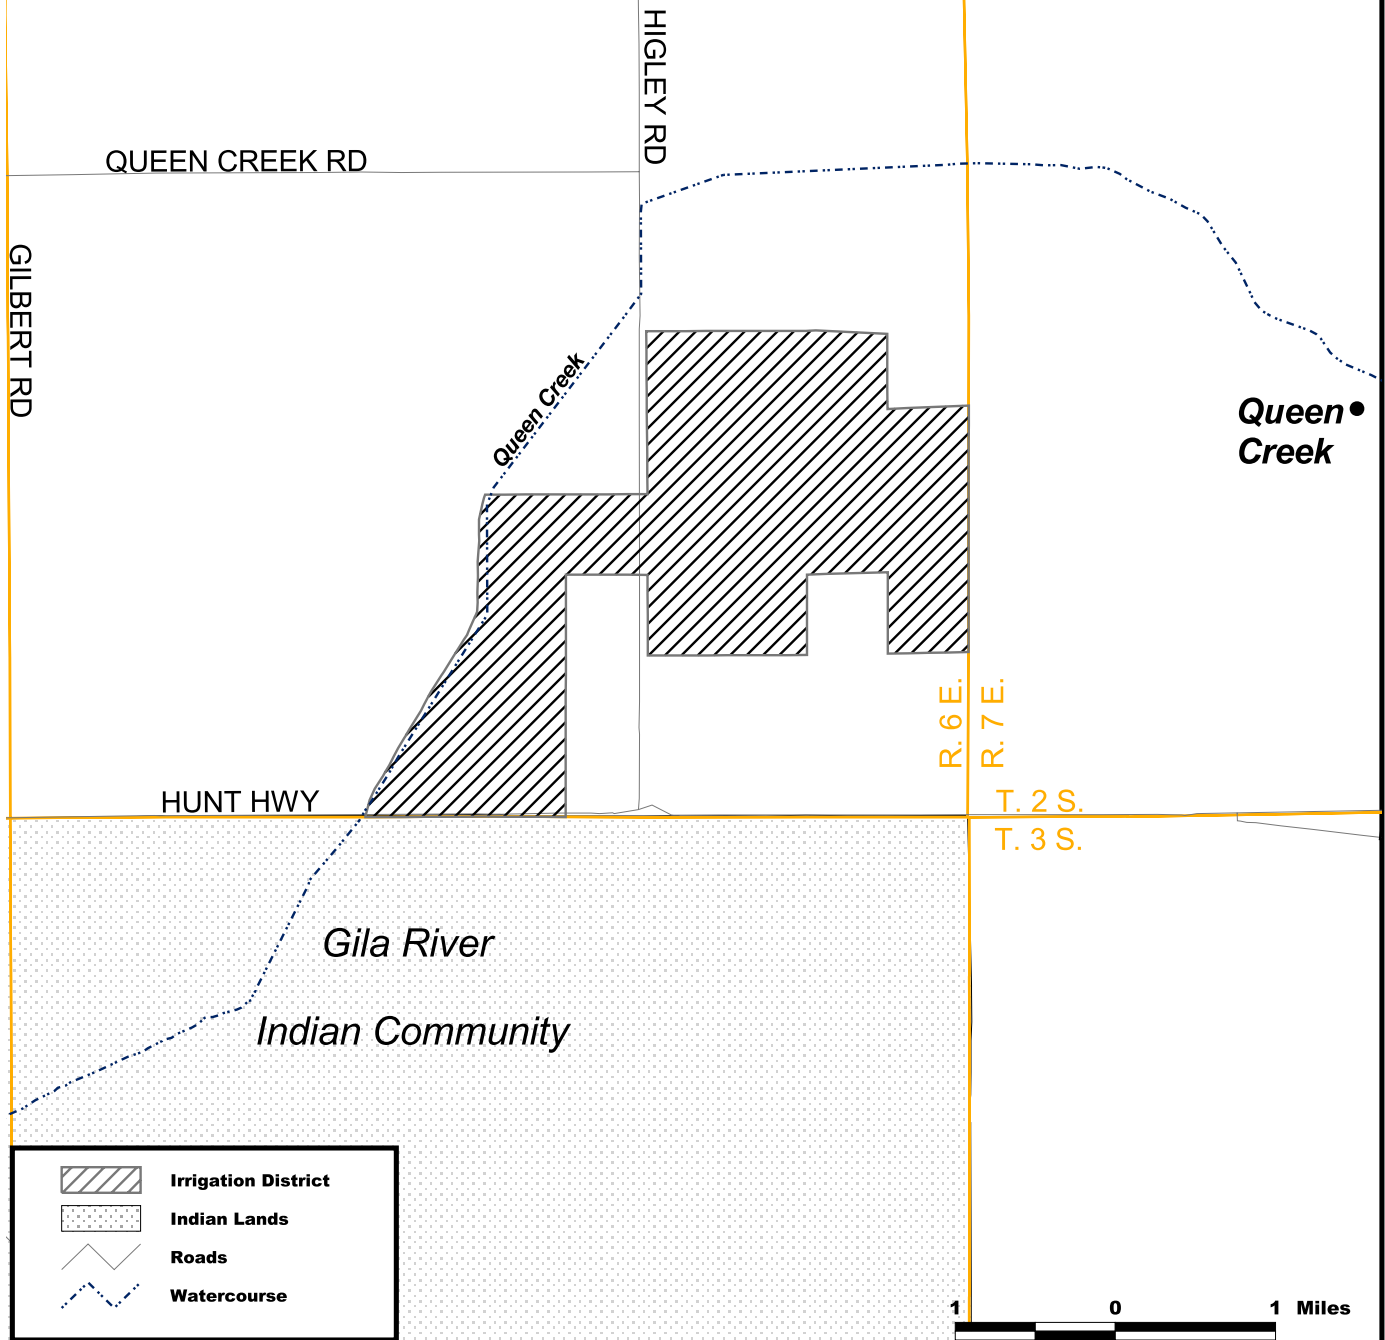 HIGLEY RD
QUEEN CREEK RD
GILBERT RD
Queen Creek
Queen
Creek
R. 6 E.
R. 7 E.
HUNT HWY
T. 2 S.
T. 3 S.
Gila River
Indian Community
Irrigation District
Indian Lands
Roads
Watercourse
1 0 1 Miles